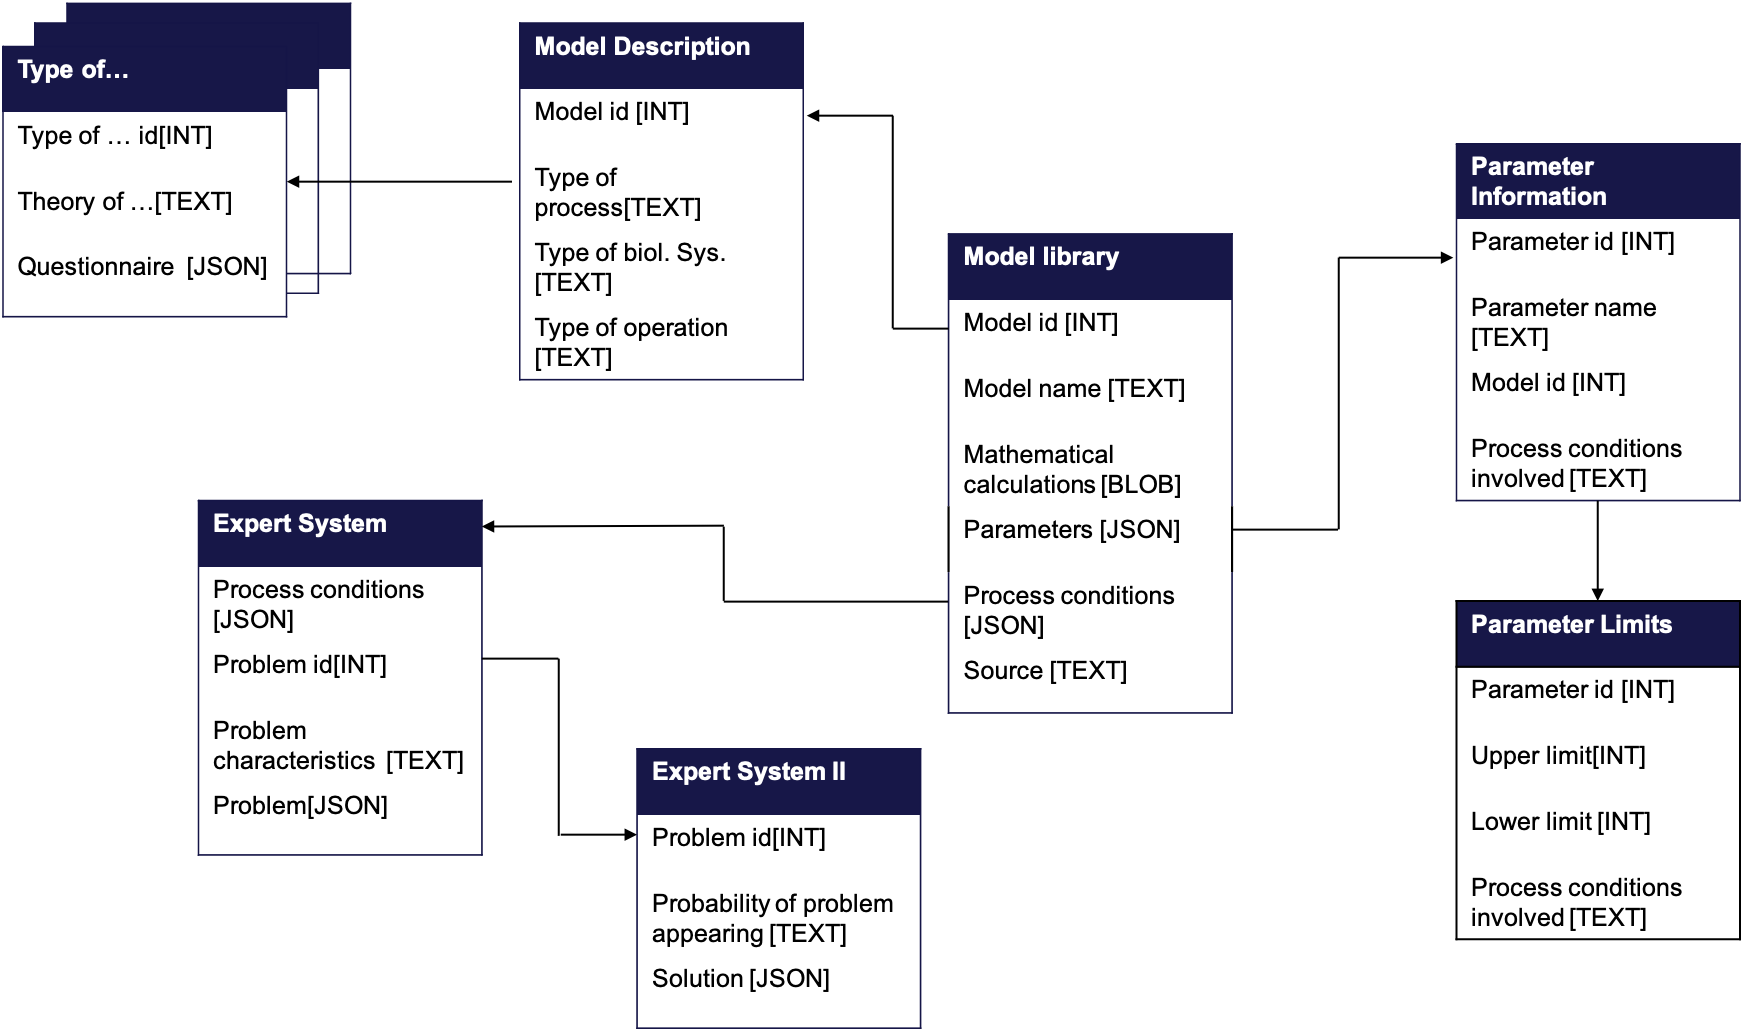 Type of…
Type of … id[INT]
Theory of …[TEXT]
Questionnaire [JSON]
Model Description
Model id [INT]
Type of
process[TEXT]
Type of biol. Sys.
[TEXT]
Type of operation
[TEXT]
Model library
Model id [INT]
Model name [TEXT]
Mathematical
calculations [BLOB]
Parameters [JSON]
Process conditions
[JSON]
Source [TEXT]
Parameter
Information
Parameter id [INT]
Parameter name
[TEXT]
Model id [INT]
Process conditions
involved [TEXT]
Expert System
Process conditions
[JSON]
Problem id[INT]
Problem
characteristics [TEXT]
Problem[JSON]
Expert System II
Problem id[INT]
Probability of problem
appearing [TEXT]
Solution [JSON]
Parameter Limits
Parameter id [INT]
Upper limit[INT]
Lower limit [INT]
Process conditions
involved [TEXT]